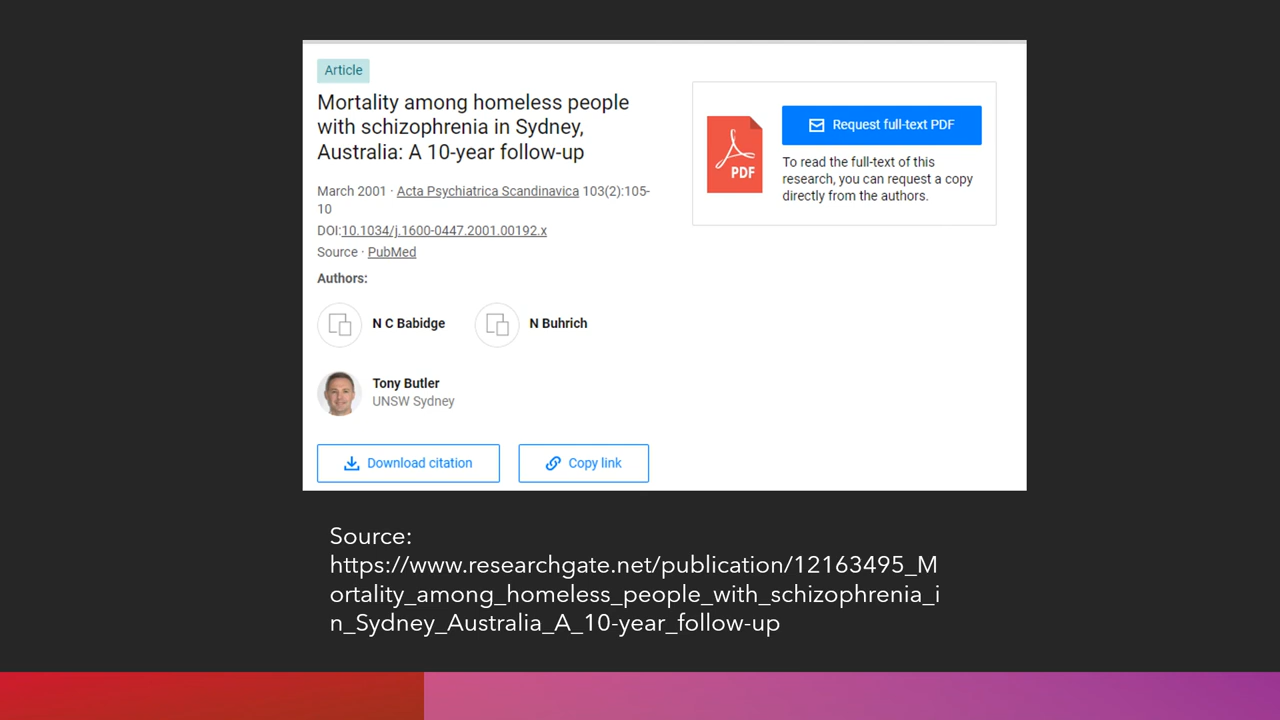 Article
Mortality among homeless people
with schizophrenia in Sydney,
Australia: A 10-year follow-up
March 2001 · Acta Psychiatrica Scandinavica 103(2):105-
10
DOI:10.1034/j.1600-0447.2001.00192.x
Source · PubMed
Authors:
N C Babidge
N Buhrich
Tony Butler
UNSW Sydney
Download citation
Copy link
PDF
Request full-text PDF
To read the full-text of this
research, you can request a copy
directly from the authors.
Source:
https://www.researchgate.net/publication/12163495_M
ortality_among_homeless_people_with_schizophrenia_i
n_Sydney_Australia_A_10-year_follow-up